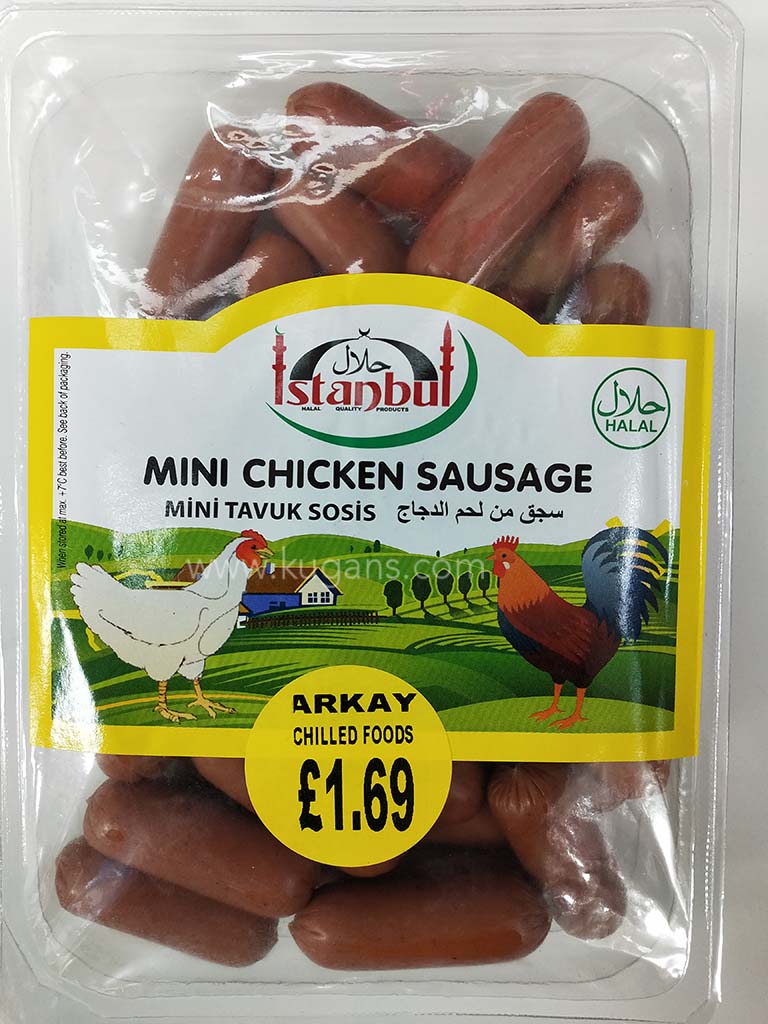 حلال
istanbul
HALAL QUALITY PRODUCTS
حلال
HALAL
When stored at max. +7°C best before. See back of packaging.
MINI CHICKEN SAUSAGE
MİNİ TAVUK SOSİS سجق من لحم الدجاج
www.kugans.com
ARKAY
CHILLED FOODS
£1.69